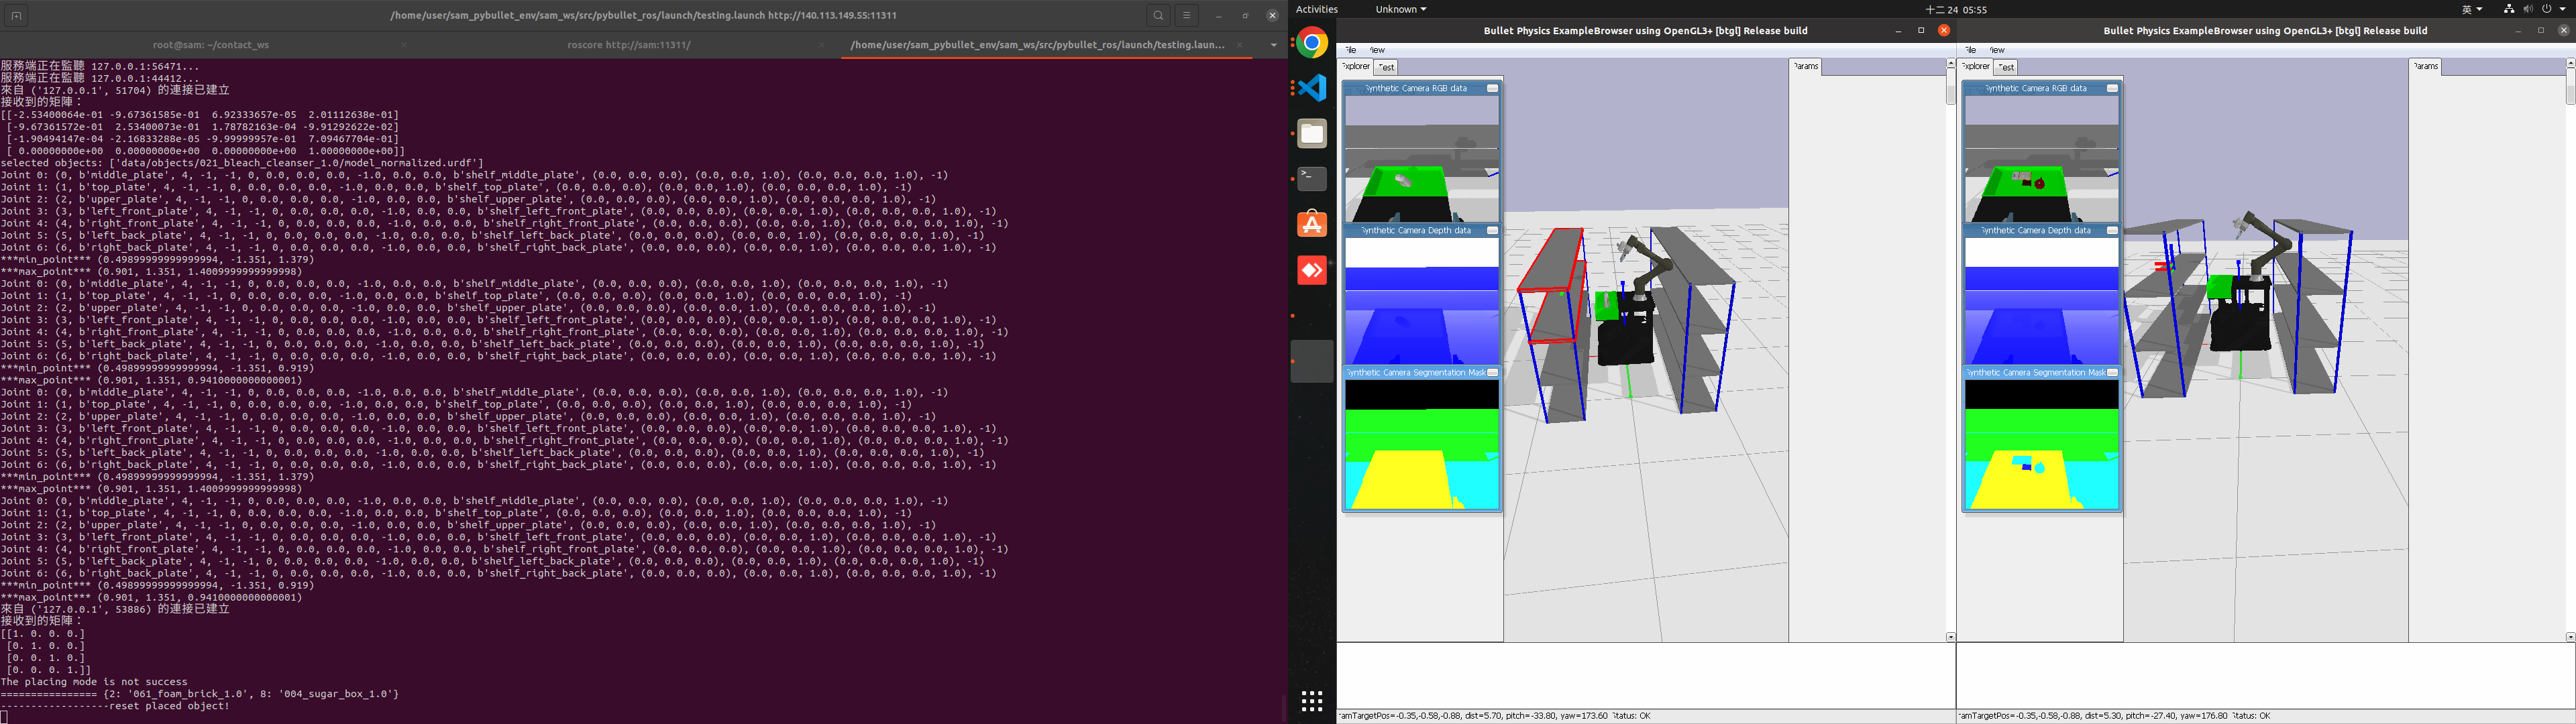 /home/user/sam_pybullet_env/sam_ws/src/pybullet_ros/launch/testing.launch http://140.113.149.55:11311
root@sam: ~/contact_ws
roscore http://sam:11311/
/home/user/sam_pybullet_env/sam_ws/src/pybullet_ros/launch/testing.laun...
服務端正在監聽 127.0.0.1:56471...
服務端正在監聽 127.0.0.1:44412...
來自 ('127.0.0.1', 51704) 的連接已建立
接收到的矩陣：
[[-2.53400064e-01 -9.67361585e-01  6.92333657e-05  2.01112638e-01]
 [-9.67361572e-01  2.53400073e-01  1.78782163e-04 -9.91292622e-02]
 [-1.90494147e-04 -2.16833288e-05 -9.99999957e-01  7.09467704e-01]
 [ 0.00000000e+00  0.00000000e+00  0.00000000e+00  1.00000000e+00]]
selected objects: ['data/objects/021_bleach_cleanser_1.0/model_normalized.urdf']
Joint 0: (0, b'middle_plate', 4, -1, -1, 0, 0.0, 0.0, 0.0, -1.0, 0.0, 0.0, b'shelf_middle_plate', (0.0, 0.0, 0.0), (0.0, 0.0, 1.0), (0.0, 0.0, 0.0, 1.0), -1)
Joint 1: (1, b'top_plate', 4, -1, -1, 0, 0.0, 0.0, 0.0, -1.0, 0.0, 0.0, b'shelf_top_plate', (0.0, 0.0, 0.0), (0.0, 0.0, 1.0), (0.0, 0.0, 0.0, 1.0), -1)
Joint 2: (2, b'upper_plate', 4, -1, -1, 0, 0.0, 0.0, 0.0, -1.0, 0.0, 0.0, b'shelf_upper_plate', (0.0, 0.0, 0.0), (0.0, 0.0, 1.0), (0.0, 0.0, 0.0, 1.0), -1)
Joint 3: (3, b'left_front_plate', 4, -1, -1, 0, 0.0, 0.0, 0.0, -1.0, 0.0, 0.0, b'shelf_left_front_plate', (0.0, 0.0, 0.0), (0.0, 0.0, 1.0), (0.0, 0.0, 0.0, 1.0), -1)
Joint 4: (4, b'right_front_plate', 4, -1, -1, 0, 0.0, 0.0, 0.0, -1.0, 0.0, 0.0, b'shelf_right_front_plate', (0.0, 0.0, 0.0), (0.0, 0.0, 1.0), (0.0, 0.0, 0.0, 1.0), -1)
Joint 5: (5, b'left_back_plate', 4, -1, -1, 0, 0.0, 0.0, 0.0, -1.0, 0.0, 0.0, b'shelf_left_back_plate', (0.0, 0.0, 0.0), (0.0, 0.0, 1.0), (0.0, 0.0, 0.0, 1.0), -1)
Joint 6: (6, b'right_back_plate', 4, -1, -1, 0, 0.0, 0.0, 0.0, -1.0, 0.0, 0.0, b'shelf_right_back_plate', (0.0, 0.0, 0.0), (0.0, 0.0, 1.0), (0.0, 0.0, 0.0, 1.0), -1)
***min_point*** (0.49899999999999994, -1.351, 1.379)
***max_point*** (0.901, 1.351, 1.4009999999999998)
Joint 0: (0, b'middle_plate', 4, -1, -1, 0, 0.0, 0.0, 0.0, -1.0, 0.0, 0.0, b'shelf_middle_plate', (0.0, 0.0, 0.0), (0.0, 0.0, 1.0), (0.0, 0.0, 0.0, 1.0), -1)
Joint 1: (1, b'top_plate', 4, -1, -1, 0, 0.0, 0.0, 0.0, -1.0, 0.0, 0.0, b'shelf_top_plate', (0.0, 0.0, 0.0), (0.0, 0.0, 1.0), (0.0, 0.0, 0.0, 1.0), -1)
Joint 2: (2, b'upper_plate', 4, -1, -1, 0, 0.0, 0.0, 0.0, -1.0, 0.0, 0.0, b'shelf_upper_plate', (0.0, 0.0, 0.0), (0.0, 0.0, 1.0), (0.0, 0.0, 0.0, 1.0), -1)
Joint 3: (3, b'left_front_plate', 4, -1, -1, 0, 0.0, 0.0, 0.0, -1.0, 0.0, 0.0, b'shelf_left_front_plate', (0.0, 0.0, 0.0), (0.0, 0.0, 1.0), (0.0, 0.0, 0.0, 1.0), -1)
Joint 4: (4, b'right_front_plate', 4, -1, -1, 0, 0.0, 0.0, 0.0, -1.0, 0.0, 0.0, b'shelf_right_front_plate', (0.0, 0.0, 0.0), (0.0, 0.0, 1.0), (0.0, 0.0, 0.0, 1.0), -1)
Joint 5: (5, b'left_back_plate', 4, -1, -1, 0, 0.0, 0.0, 0.0, -1.0, 0.0, 0.0, b'shelf_left_back_plate', (0.0, 0.0, 0.0), (0.0, 0.0, 1.0), (0.0, 0.0, 0.0, 1.0), -1)
Joint 6: (6, b'right_back_plate', 4, -1, -1, 0, 0.0, 0.0, 0.0, -1.0, 0.0, 0.0, b'shelf_right_back_plate', (0.0, 0.0, 0.0), (0.0, 0.0, 1.0), (0.0, 0.0, 0.0, 1.0), -1)
***min_point*** (0.49899999999999994, -1.351, 0.919)
***max_point*** (0.901, 1.351, 0.9410000000000001)
Joint 0: (0, b'middle_plate', 4, -1, -1, 0, 0.0, 0.0, 0.0, -1.0, 0.0, 0.0, b'shelf_middle_plate', (0.0, 0.0, 0.0), (0.0, 0.0, 1.0), (0.0, 0.0, 0.0, 1.0), -1)
Joint 1: (1, b'top_plate', 4, -1, -1, 0, 0.0, 0.0, 0.0, -1.0, 0.0, 0.0, b'shelf_top_plate', (0.0, 0.0, 0.0), (0.0, 0.0, 1.0), (0.0, 0.0, 0.0, 1.0), -1)
Joint 2: (2, b'upper_plate', 4, -1, -1, 0, 0.0, 0.0, 0.0, -1.0, 0.0, 0.0, b'shelf_upper_plate', (0.0, 0.0, 0.0), (0.0, 0.0, 1.0), (0.0, 0.0, 0.0, 1.0), -1)
Joint 3: (3, b'left_front_plate', 4, -1, -1, 0, 0.0, 0.0, 0.0, -1.0, 0.0, 0.0, b'shelf_left_front_plate', (0.0, 0.0, 0.0), (0.0, 0.0, 1.0), (0.0, 0.0, 0.0, 1.0), -1)
Joint 4: (4, b'right_front_plate', 4, -1, -1, 0, 0.0, 0.0, 0.0, -1.0, 0.0, 0.0, b'shelf_right_front_plate', (0.0, 0.0, 0.0), (0.0, 0.0, 1.0), (0.0, 0.0, 0.0, 1.0), -1)
Joint 5: (5, b'left_back_plate', 4, -1, -1, 0, 0.0, 0.0, 0.0, -1.0, 0.0, 0.0, b'shelf_left_back_plate', (0.0, 0.0, 0.0), (0.0, 0.0, 1.0), (0.0, 0.0, 0.0, 1.0), -1)
Joint 6: (6, b'right_back_plate', 4, -1, -1, 0, 0.0, 0.0, 0.0, -1.0, 0.0, 0.0, b'shelf_right_back_plate', (0.0, 0.0, 0.0), (0.0, 0.0, 1.0), (0.0, 0.0, 0.0, 1.0), -1)
***min_point*** (0.49899999999999994, -1.351, 1.379)
***max_point*** (0.901, 1.351, 1.4009999999999998)
Joint 0: (0, b'middle_plate', 4, -1, -1, 0, 0.0, 0.0, 0.0, -1.0, 0.0, 0.0, b'shelf_middle_plate', (0.0, 0.0, 0.0), (0.0, 0.0, 1.0), (0.0, 0.0, 0.0, 1.0), -1)
Joint 1: (1, b'top_plate', 4, -1, -1, 0, 0.0, 0.0, 0.0, -1.0, 0.0, 0.0, b'shelf_top_plate', (0.0, 0.0, 0.0), (0.0, 0.0, 1.0), (0.0, 0.0, 0.0, 1.0), -1)
Joint 2: (2, b'upper_plate', 4, -1, -1, 0, 0.0, 0.0, 0.0, -1.0, 0.0, 0.0, b'shelf_upper_plate', (0.0, 0.0, 0.0), (0.0, 0.0, 1.0), (0.0, 0.0, 0.0, 1.0), -1)
Joint 3: (3, b'left_front_plate', 4, -1, -1, 0, 0.0, 0.0, 0.0, -1.0, 0.0, 0.0, b'shelf_left_front_plate', (0.0, 0.0, 0.0), (0.0, 0.0, 1.0), (0.0, 0.0, 0.0, 1.0), -1)
Joint 4: (4, b'right_front_plate', 4, -1, -1, 0, 0.0, 0.0, 0.0, -1.0, 0.0, 0.0, b'shelf_right_front_plate', (0.0, 0.0, 0.0), (0.0, 0.0, 1.0), (0.0, 0.0, 0.0, 1.0), -1)
Joint 5: (5, b'left_back_plate', 4, -1, -1, 0, 0.0, 0.0, 0.0, -1.0, 0.0, 0.0, b'shelf_left_back_plate', (0.0, 0.0, 0.0), (0.0, 0.0, 1.0), (0.0, 0.0, 0.0, 1.0), -1)
Joint 6: (6, b'right_back_plate', 4, -1, -1, 0, 0.0, 0.0, 0.0, -1.0, 0.0, 0.0, b'shelf_right_back_plate', (0.0, 0.0, 0.0), (0.0, 0.0, 1.0), (0.0, 0.0, 0.0, 1.0), -1)
***min_point*** (0.49899999999999994, -1.351, 0.919)
***max_point*** (0.901, 1.351, 0.9410000000000001)
來自 ('127.0.0.1', 53886) 的連接已建立
接收到的矩陣：
[[1. 0. 0. 0.]
 [0. 1. 0. 0.]
 [0. 0. 1. 0.]
 [0. 0. 0. 1.]]
The placing mode is not success
================ {2: '061_foam_brick_1.0', 8: '004_sugar_box_1.0'}
------------------reset placed object!
Activities
Unknown
十二 24 05:55
英
Bullet Physics ExampleBrowser using OpenGL3+ [btgl] Release build
File View
Explorer Test
Params
Synthetic Camera RGB data
Synthetic Camera Depth data
Synthetic Camera Segmentation Mask
amTargetPos=-0.35,-0.58,-0.88, dist=5.70, pitch=-33.80, yaw=173.60 Status: OK
Bullet Physics ExampleBrowser using OpenGL3+ [btgl] Release build
File View
Explorer Test
Params
Synthetic Camera RGB data
Synthetic Camera Depth data
Synthetic Camera Segmentation Mask
amTargetPos=-0.35,-0.58,-0.88, dist=5.30, pitch=-27.40, yaw=176.80 Status: OK